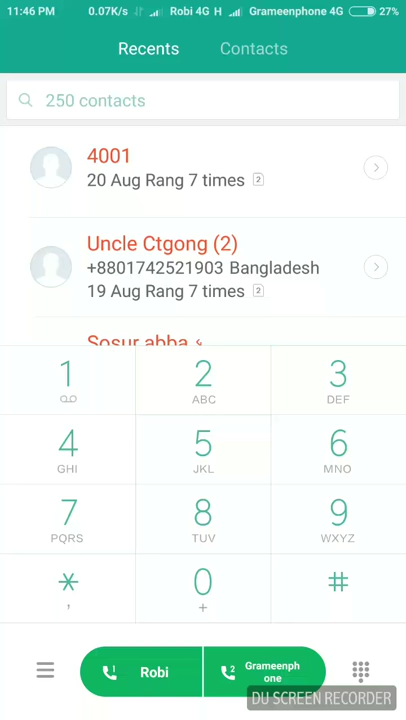 11:46 PM 0.07K/s Robi 4G H Grameenphone 4G 27%
Recents Contacts
250 contacts
4001
20 Aug Rang 7 times 2
Uncle Ctgong (2)
+8801742521903 Bangladesh
19 Aug Rang 7 times 2
Sosur abba
1 2 3
ABC DEF
4 5 6
GHI JKL MNO
7 8 9
PQRS TUV WXYZ
* 0 #
, +
1 Robi 2 Grameenph
one
DU SCREEN RECORDER